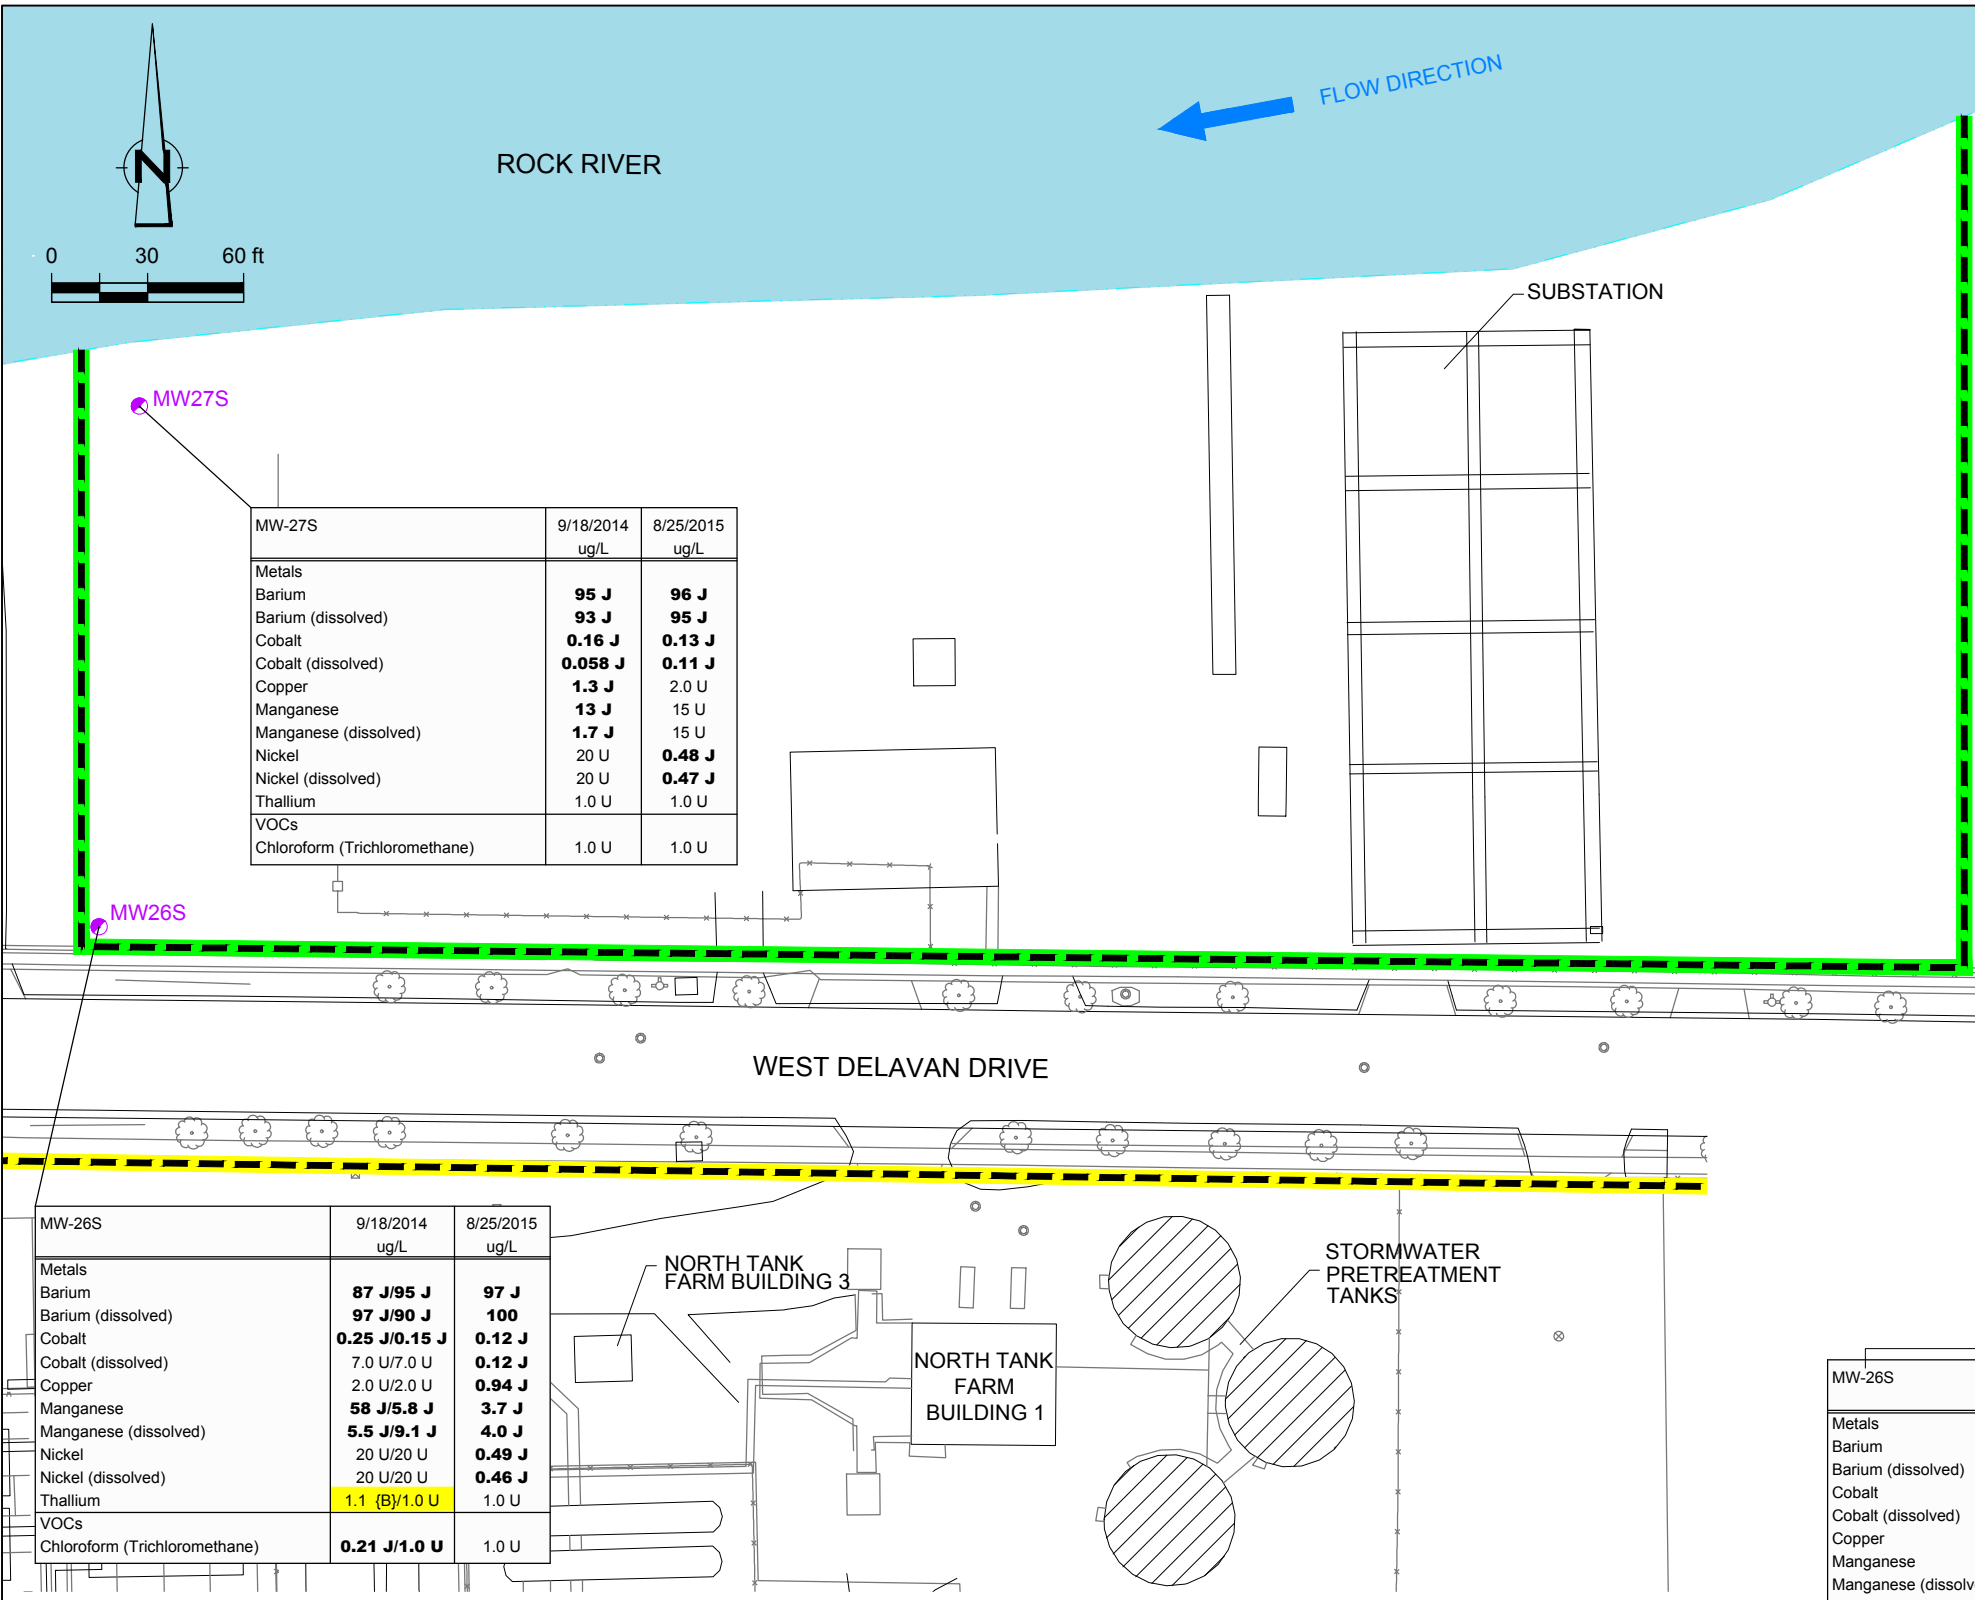 FLOW DIRECTION
ROCK RIVER
N
0 30 60 ft
SUBSTATION
MW27S
MW-27S 9/18/2014 8/25/2015
ug/L ug/L
Metals
Barium 95 J 96 J
Barium (dissolved) 93 J 95 J
Cobalt 0.16 J 0.13 J
Cobalt (dissolved) 0.058 J 0.11 J
Copper 1.3 J 2.0 U
Manganese 13 J 15 U
Manganese (dissolved) 1.7 J 15 U
Nickel 20 U 0.48 J
Nickel (dissolved) 20 U 0.47 J
Thallium 1.0 U 1.0 U
VOCs
Chloroform (Trichloromethane) 1.0 U 1.0 U
MW26S
WEST DELAVAN DRIVE
MW-26S 9/18/2014 8/25/2015
ug/L ug/L
Metals
Barium 87 J/95 J 97 J
Barium (dissolved) 97 J/90 J 100
Cobalt 0.25 J/0.15 J 0.12 J
Cobalt (dissolved) 7.0 U/7.0 U 0.12 J
Copper 2.0 U/2.0 U 0.94 J
Manganese 58 J/5.8 J 3.7 J
Manganese (dissolved) 5.5 J/9.1 J 4.0 J
Nickel 20 U/20 U 0.49 J
Nickel (dissolved) 20 U/20 U 0.46 J
Thallium 1.1 {B}/1.0 U 1.0 U
VOCs
Chloroform (Trichloromethane) 0.21 J/1.0 U 1.0 U
NORTH TANK
FARM BUILDING 3
NORTH TANK
FARM
BUILDING 1
STORMWATER
PRETREATMENT
TANKS
MW-26S
Metals
Barium
Barium (dissolved)
Cobalt
Cobalt (dissolved)
Copper
Manganese
Manganese (dissolv